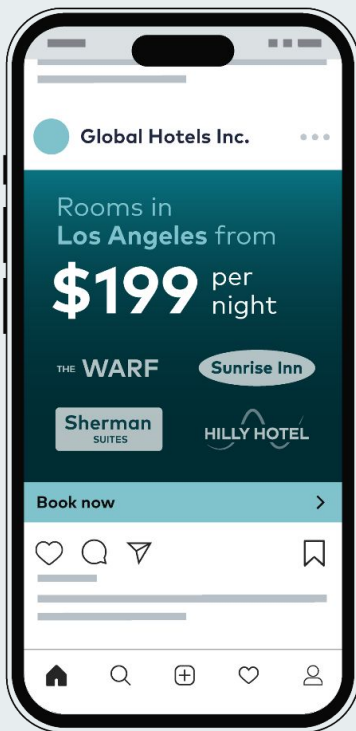 Global Hotels Inc.
Rooms in
Los Angeles from
$199 per night
THE WARF
Sunrise Inn
Sherman
SUITES
HILLY HOTEL
Book now